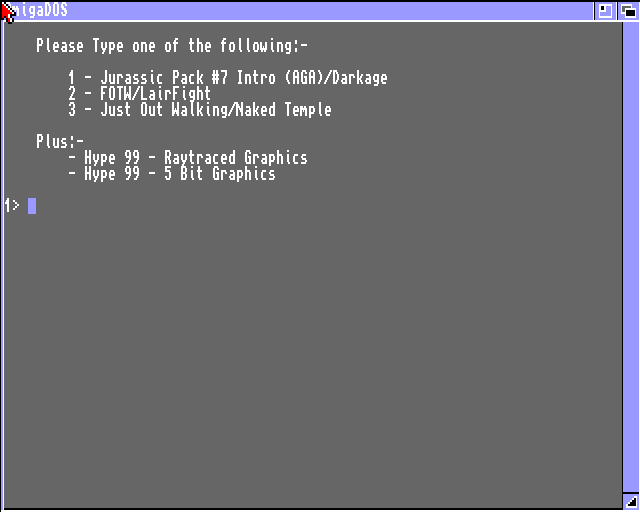 AmigaDOS
Please Type one of the following:-
1 - Jurassic Pack #7 Intro (AGA)/Darkage
2 - FOTW/LairFight
3 - Just Out Walking/Naked Temple
Plus:-
- Hype 99 - Raytraced Graphics
- Hype 99 - 5 Bit Graphics
1>